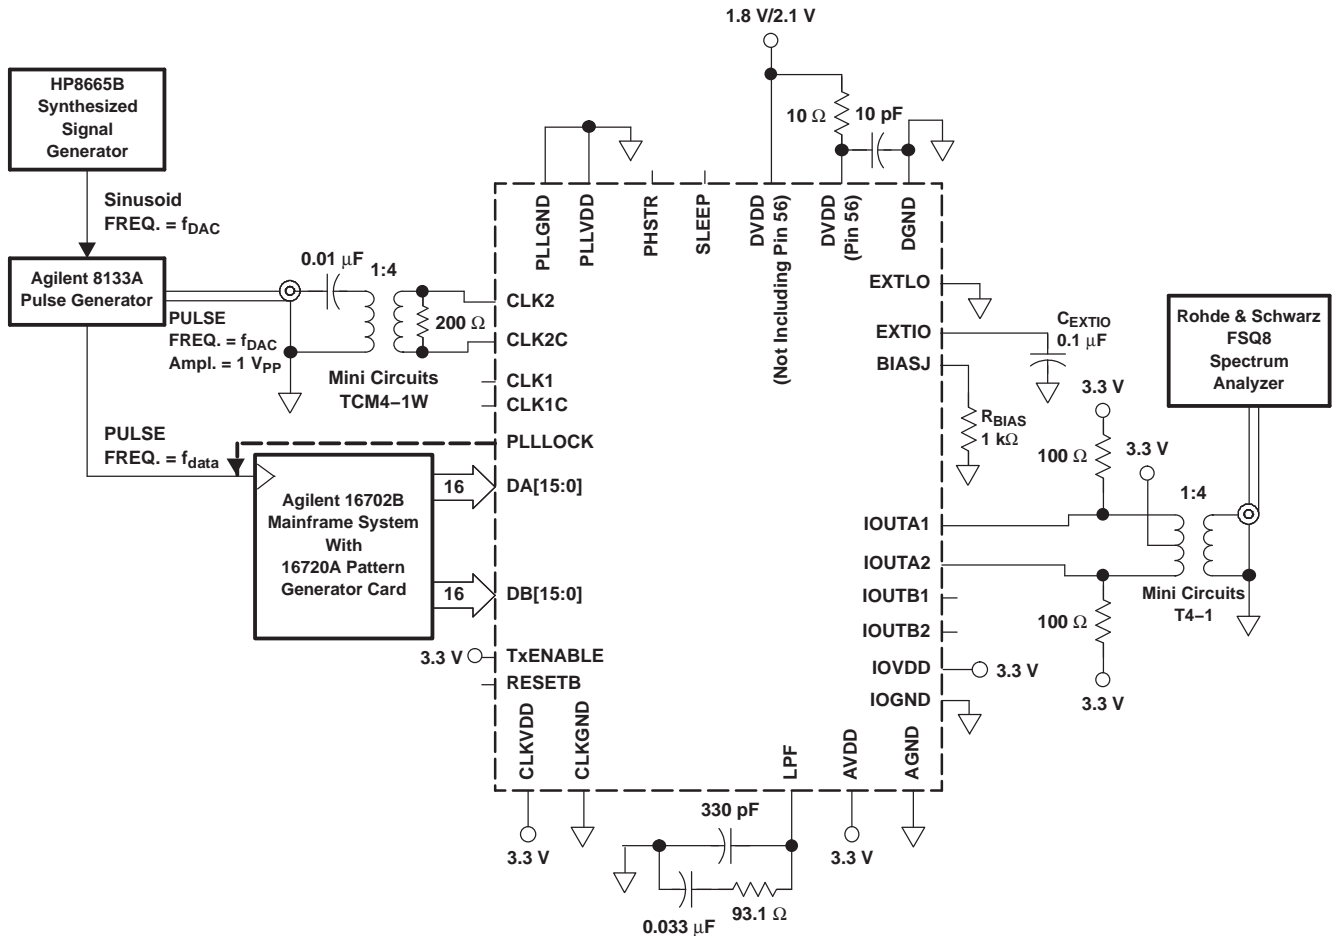 1.8 V/2.1 V
HP8665B
Synthesized
Signal
Generator
10 Ω
10 pF
Sinusoid
FREQ. = fDAC
PLLGND
PLLVDD
PHSTR
SLEEP
DVDD
(Not Including Pin 56)
DVDD
(Pin 56)
DGND
Agilent 8133A
Pulse Generator
0.01 μF
1:4
PULSE
FREQ. = fDAC
Ampl. = 1 VPP
200 Ω
Mini Circuits
TCM4–1W
CLK2
CLK2C
CLK1
CLK1C
PLLLOCK
PULSE
FREQ. = fdata
Agilent 16702B
Mainframe System
With
16720A Pattern
Generator Card
16
DA[15:0]
16
DB[15:0]
3.3 V
TxENABLE
RESETB
EXTLO
EXTIO
BIASJ
CEXTIO
0.1 μF
RBIAS
1 kΩ
Rohde & Schwarz
FSQ8
Spectrum
Analyzer
3.3 V
100 Ω
3.3 V
1:4
IOUTA1
IOUTA2
IOUTB1
IOUTB2
Mini Circuits
T4–1
100 Ω
3.3 V
IOVDD
3.3 V
IOGND
CLKVDD
CLKGND
LPF
AVDD
AGND
3.3 V
330 pF
3.3 V
0.033 μF
93.1 Ω